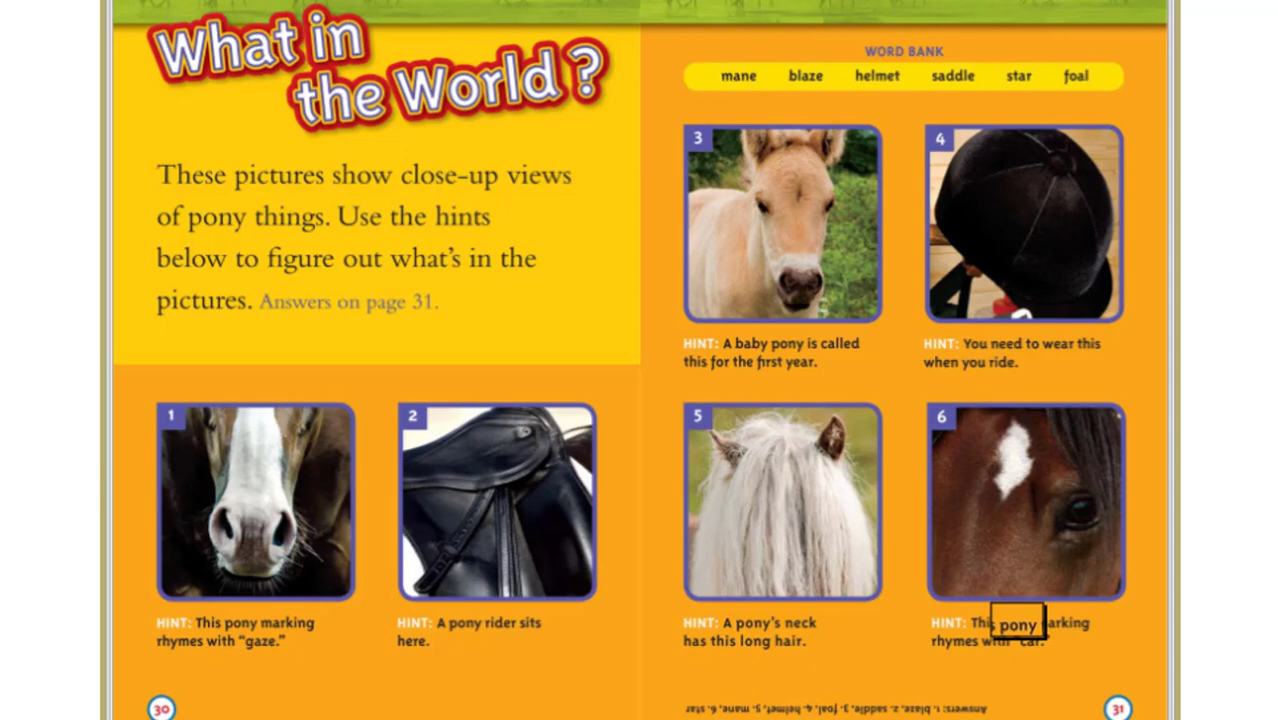 What in
the World?
These pictures show close-up views
of pony things. Use the hints
below to figure out what's in the
pictures. Answers on page 31.
1
HINT: This pony marking
rhymes with "gaze."
2
HINT: A pony rider sits
here.
30
WORD BANK
mane blaze helmet saddle star foal
3
HINT: A baby pony is called
this for the first year.
4
HINT: You need to wear this
when you ride.
5
HINT: A pony's neck
has this long hair.
6
HINT: This pony marking
rhymes with "car."
Answers: 1. blaze, 2. saddle, 3. foal, 4. helmet, 5. mane, 6. star
31